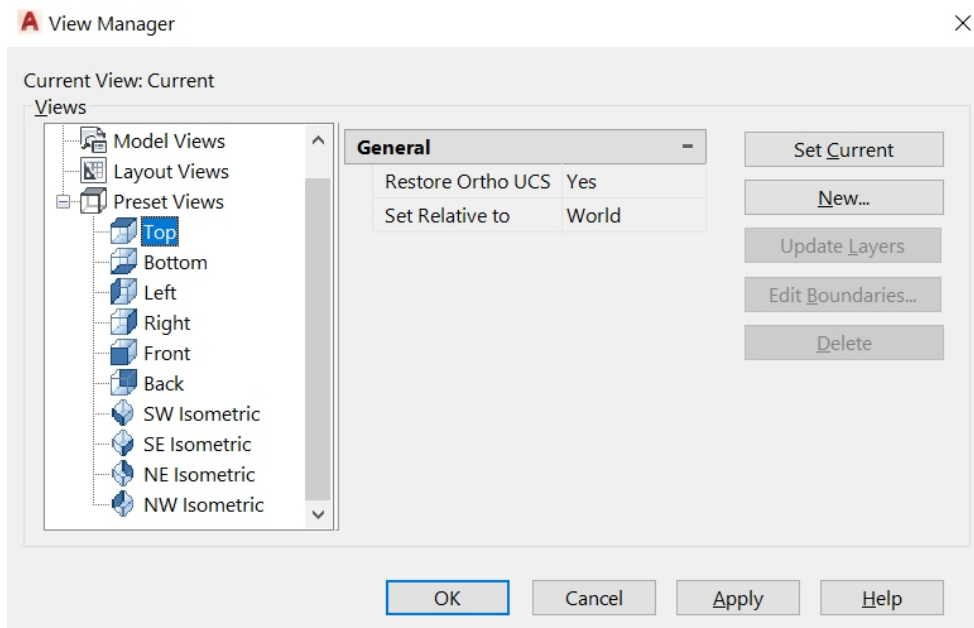 View Manager
Current View: Current
Views
Model Views
Layout Views
Preset Views
Top
Bottom
Left
Right
Front
Back
SW Isometric
SE Isometric
NE Isometric
NW Isometric
General
Restore Ortho UCS Yes
Set Relative to World
Set Current
New...
Update Layers
Edit Boundaries...
Delete
OK Cancel Apply Help